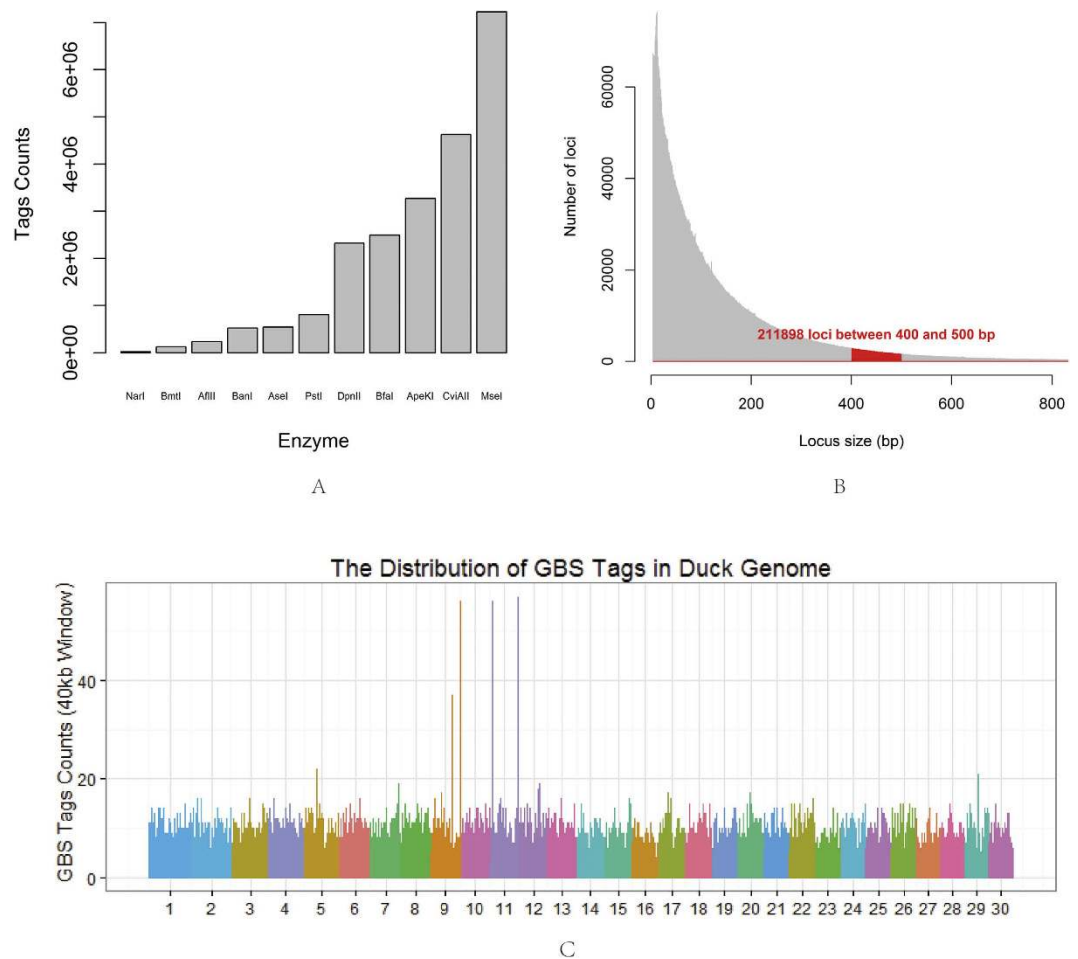 Tags Counts
6e+06
4e+06
2e+06
0e+00
NarI BmtI AflII BanI AseI PstI DpnII BfaI ApeKI CviAII MseI
Enzyme
A
Number of loci
60000
40000
20000
0
211898 loci between 400 and 500 bp
0 200 400 600 800
Locus size (bp)
B
The Distribution of GBS Tags in Duck Genome
GBS Tags Counts (40kb Window)
40
20
0
1 2 3 4 5 6 7 8 9 10 11 12 13 14 15 16 17 18 19 20 21 22 23 24 25 26 27 28 29 30
C